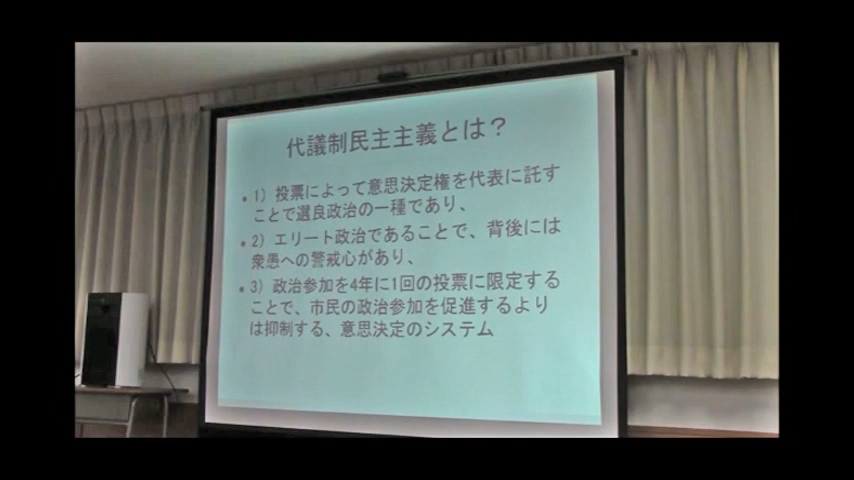 代議制民主主義とは？
• 1）投票によって意思決定権を代表に託す
ことで選良政治の一種であり、
• 2）エリート政治であることで、背後には
衆愚への警戒心があり、
• 3）政治参加を4年に1回の投票に限定する
ことで、市民の政治参加を促進するより
は抑制する、意思決定のシステム